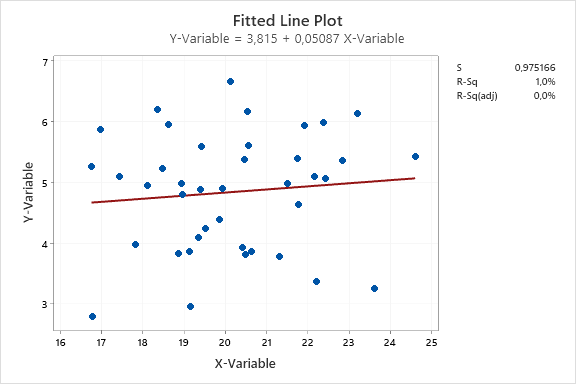 Fitted Line Plot
Y-Variable = 3,815 + 0,05087 X-Variable
S 0,975166
R-Sq 1,0%
R-Sq(adj) 0,0%
7
6
5
4
3
Y-Variable
16 17 18 19 20 21 22 23 24 25
X-Variable